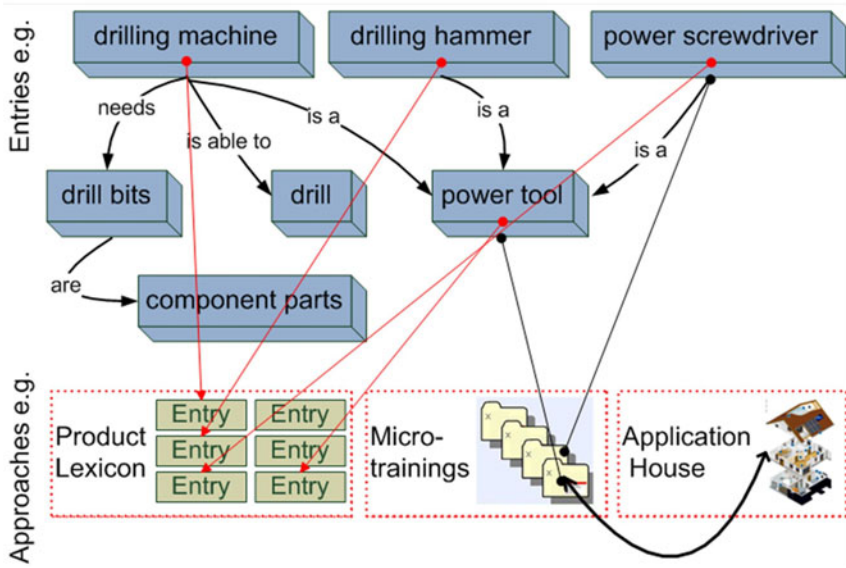 Entries e.g.
drilling machine
drilling hammer
power screwdriver
needs
is able to
is a
is a
is a
drill bits
drill
power tool
are
component parts
Approaches e.g.
Product
Lexicon
Entry
Entry
Entry
Entry
Entry
Entry
Micro-
trainings
x
x
x
x
Application
House